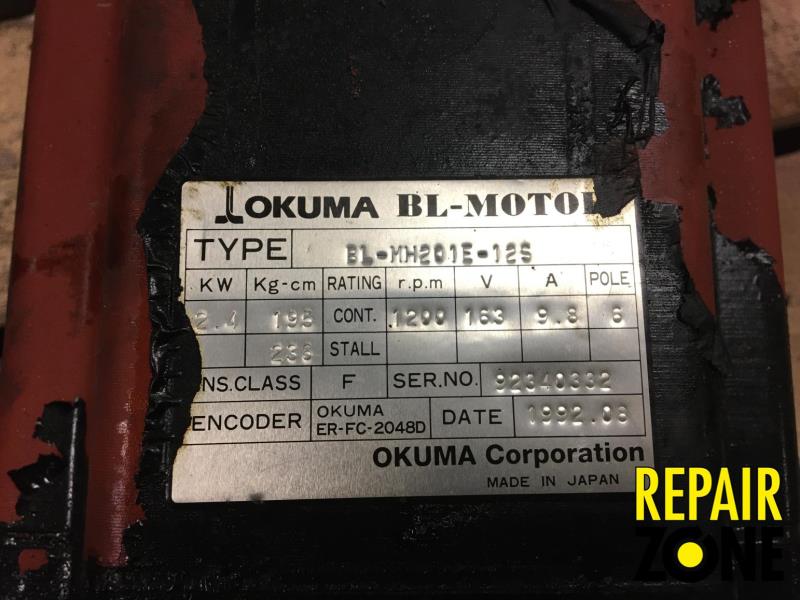 OKUMA BL-MOTOR
TYPE BL-MH201E-12S
KW Kg-cm RATING r.p.m V A POLE
2.4 195 CONT. 1200 163 9.8 6
STALL
NS.CLASS F SER.NO. 92340332
ENCODER OKUMA ER-FC-2048D DATE 1992.08
OKUMA Corporation
MADE IN JAPAN
REPAIR
ZONE